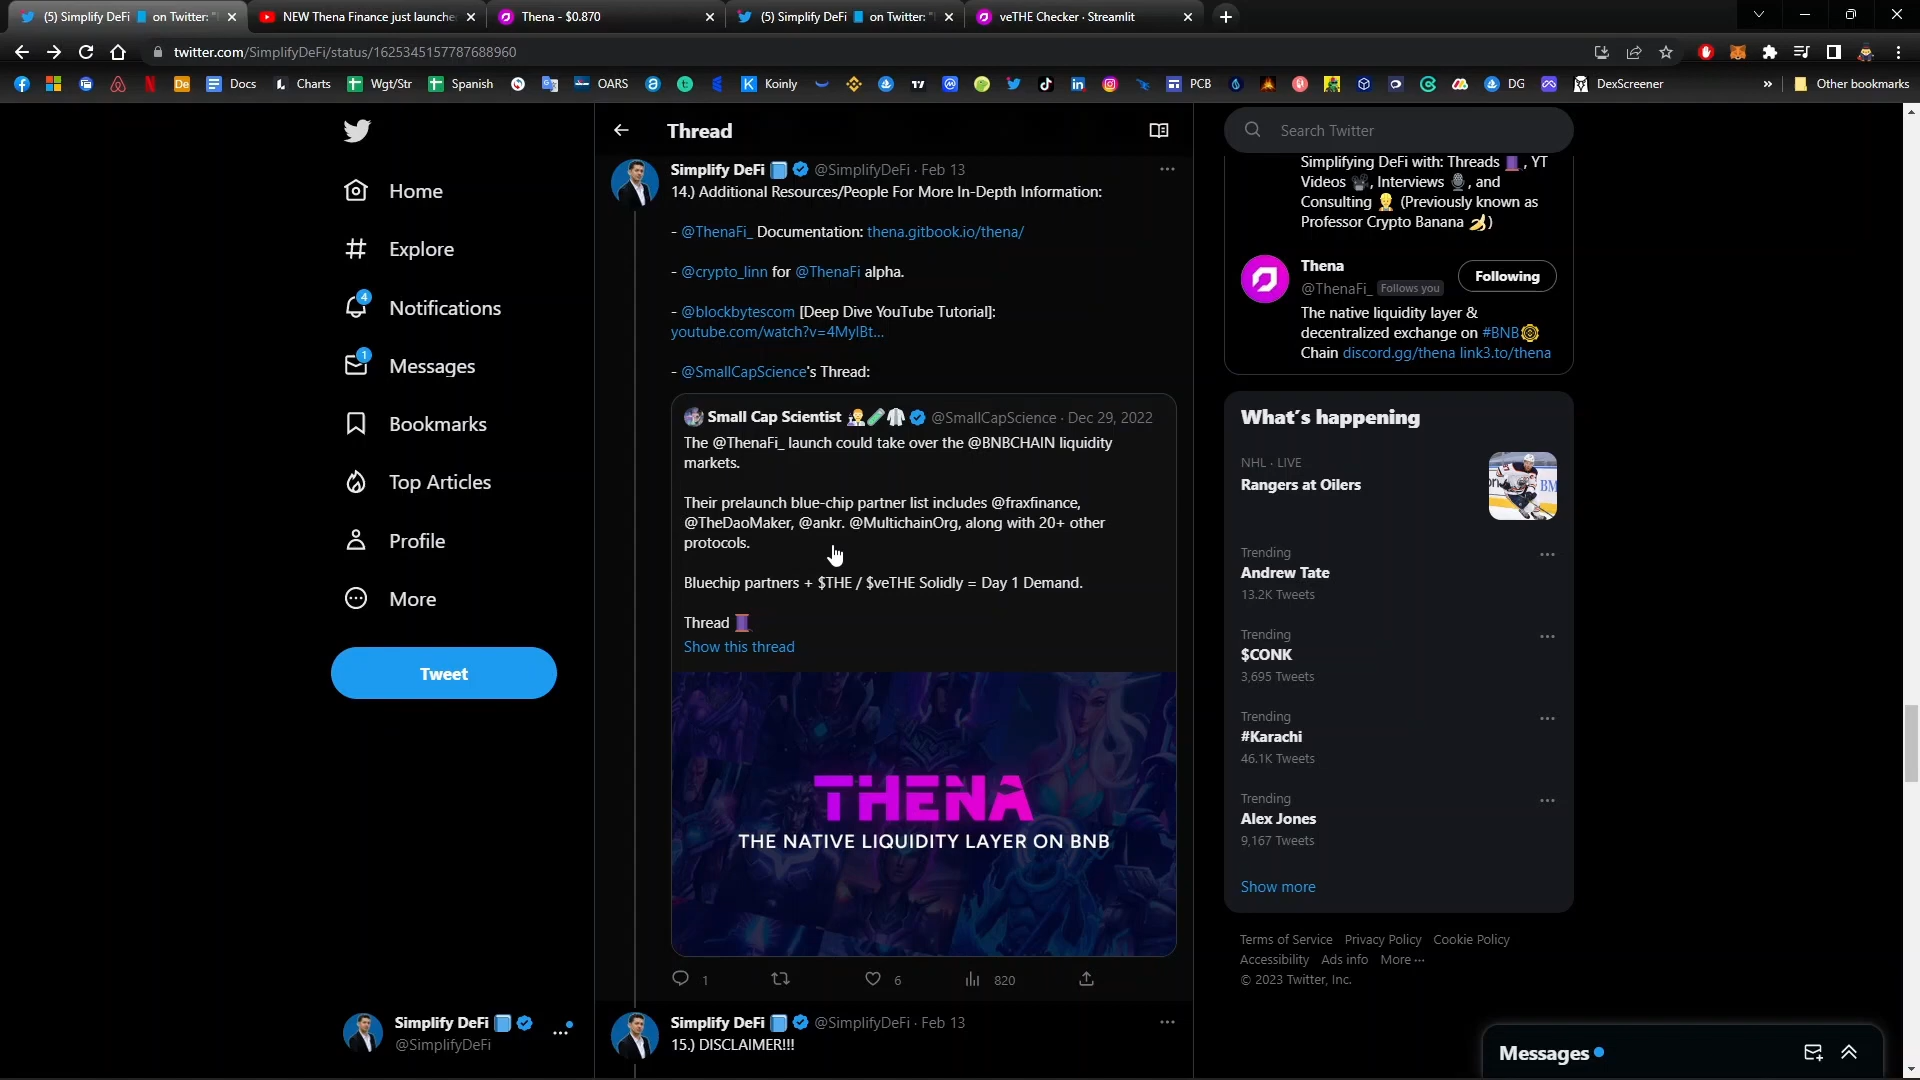 (5) Simplify DeFi on Twitter: "
NEW Thena Finance just launche
Thena - $0.870
(5) Simplify DeFi on Twitter: "
veTHE Checker · Streamlit
twitter.com/SimplifyDeFi/status/1625345157787688960
Docs
Charts
Wgt/Str
Spanish
OARS
Koinly
PCB
DG
DexScreener
»
Other bookmarks
Home
Explore
4
Notifications
1
Messages
Bookmarks
Top Articles
Profile
More
Tweet
Simplify DeFi
@SimplifyDeFi
Thread
Simplify DeFi @SimplifyDeFi · Feb 13
14.) Additional Resources/People For More In-Depth Information:
- @ThenaFi_ Documentation: thena.gitbook.io/thena/
- @crypto_linn for @ThenaFi alpha.
- @blockbytescom [Deep Dive YouTube Tutorial]:
youtube.com/watch?v=4MyIBt...
- @SmallCapScience's Thread:
Small Cap Scientist @SmallCapScience · Dec 29, 2022
The @ThenaFi_ launch could take over the @BNBCHAIN liquidity
markets.
Their prelaunch blue-chip partner list includes @fraxfinance,
@TheDaoMaker, @ankr. @MultichainOrg, along with 20+ other
protocols.
Bluechip partners + $THE / $veTHE Solidly = Day 1 Demand.
Thread
Show this thread
THENA
THE NATIVE LIQUIDITY LAYER ON BNB
1
6
820
Simplify DeFi @SimplifyDeFi · Feb 13
15.) DISCLAIMER!!!
Search Twitter
Simplifying DeFi with: Threads , YT
Videos , Interviews , and
Consulting (Previously known as
Professor Crypto Banana )
Thena
@ThenaFi_ Follows you
Following
The native liquidity layer &
decentralized exchange on #BNB
Chain discord.gg/thena link3.to/thena
What's happening
NHL · LIVE
Rangers at Oilers
Trending
Andrew Tate
13.2K Tweets
Trending
$CONK
3,695 Tweets
Trending
#Karachi
46.1K Tweets
Trending
Alex Jones
9,167 Tweets
Show more
Terms of Service Privacy Policy Cookie Policy
Accessibility Ads info More ···
© 2023 Twitter, Inc.
Messages